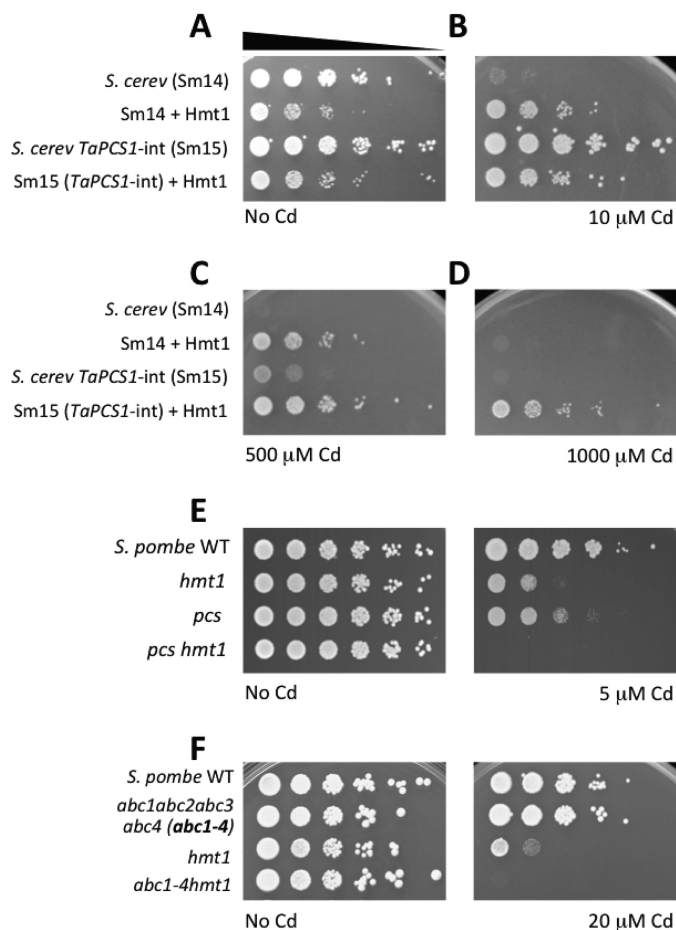 A
B
S. cerev (Sm14)
Sm14 + Hmt1
S. cerev TaPCS1-int (Sm15)
Sm15 (TaPCS1-int) + Hmt1
No Cd
10 μM Cd
C
D
S. cerev (Sm14)
Sm14 + Hmt1
S. cerev TaPCS1-int (Sm15)
Sm15 (TaPCS1-int) + Hmt1
500 μM Cd
1000 μM Cd
E
S. pombe WT
hmt1
pcs
pcs hmt1
No Cd
5 μM Cd
F
S. pombe WT
abc1abc2abc3
abc4 (abc1-4)
hmt1
abc1-4hmt1
No Cd
20 μM Cd